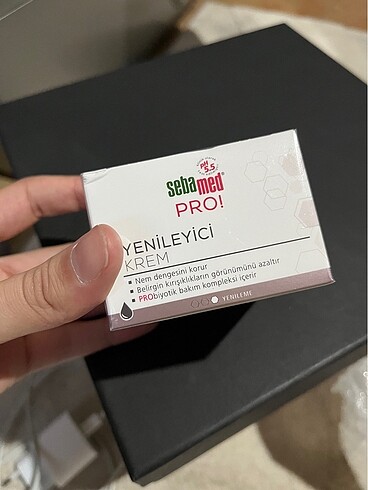 pH
5.5
sebamed
PRO!
YENİLEYİCİ
KREM
▪ Nem dengesini korur
▪ Belirgin kırışıklıkların görünümünü azaltır
▪ PRObiyotik bakım kompleksi içerir
YENİLEME